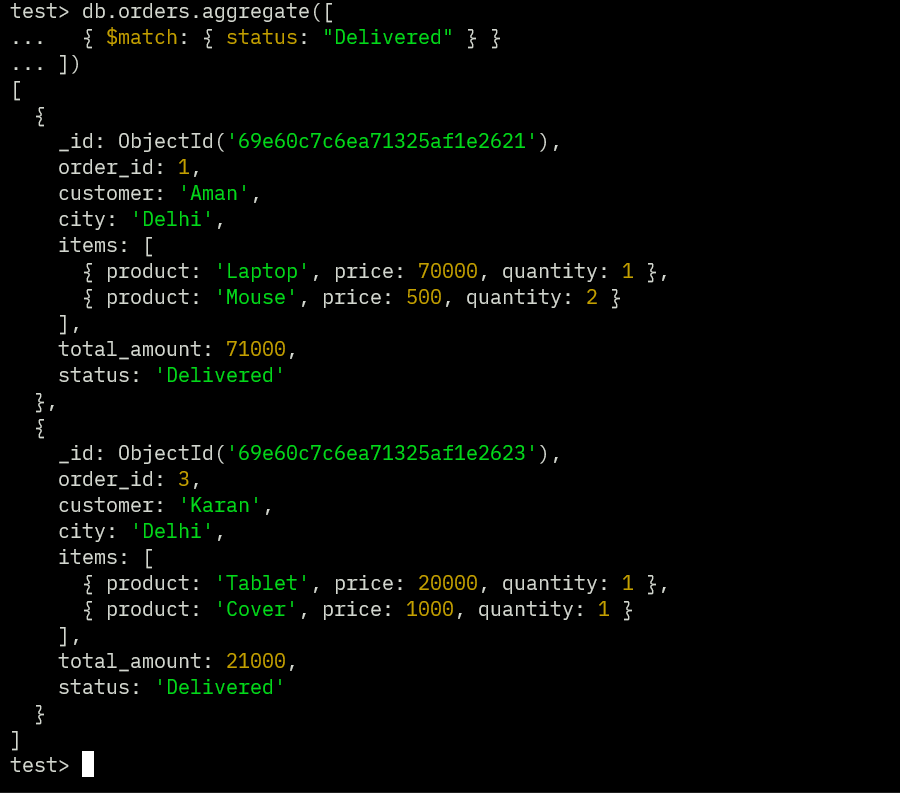 test> db.orders.aggregate([
...   { $match: { status: "Delivered" } }
... ])
[
  {
    _id: ObjectId('69e60c7c6ea71325af1e2621'),
    order_id: 1,
    customer: 'Aman',
    city: 'Delhi',
    items: [
      { product: 'Laptop', price: 70000, quantity: 1 },
      { product: 'Mouse', price: 500, quantity: 2 }
    ],
    total_amount: 71000,
    status: 'Delivered'
  },
  {
    _id: ObjectId('69e60c7c6ea71325af1e2623'),
    order_id: 3,
    customer: 'Karan',
    city: 'Delhi',
    items: [
      { product: 'Tablet', price: 20000, quantity: 1 },
      { product: 'Cover', price: 1000, quantity: 1 }
    ],
    total_amount: 21000,
    status: 'Delivered'
  }
]
test>